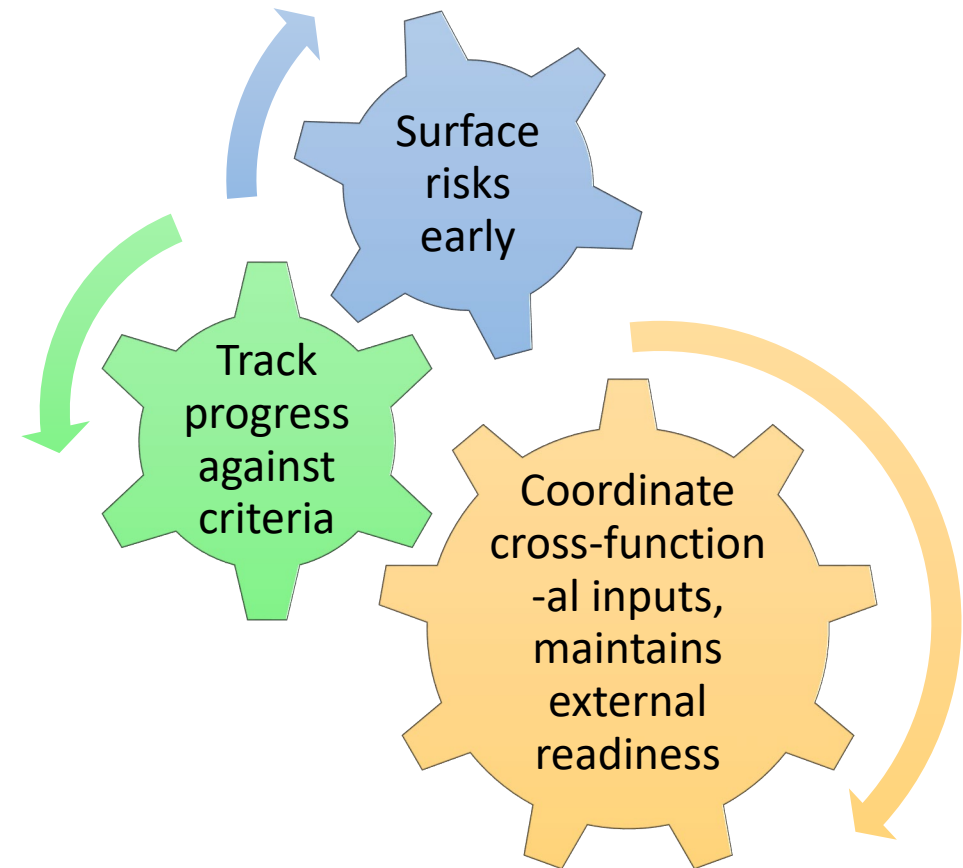 Surface
risks
early
Track
progress
against
criteria
Coordinate
cross-function
-al inputs,
maintains
external
readiness